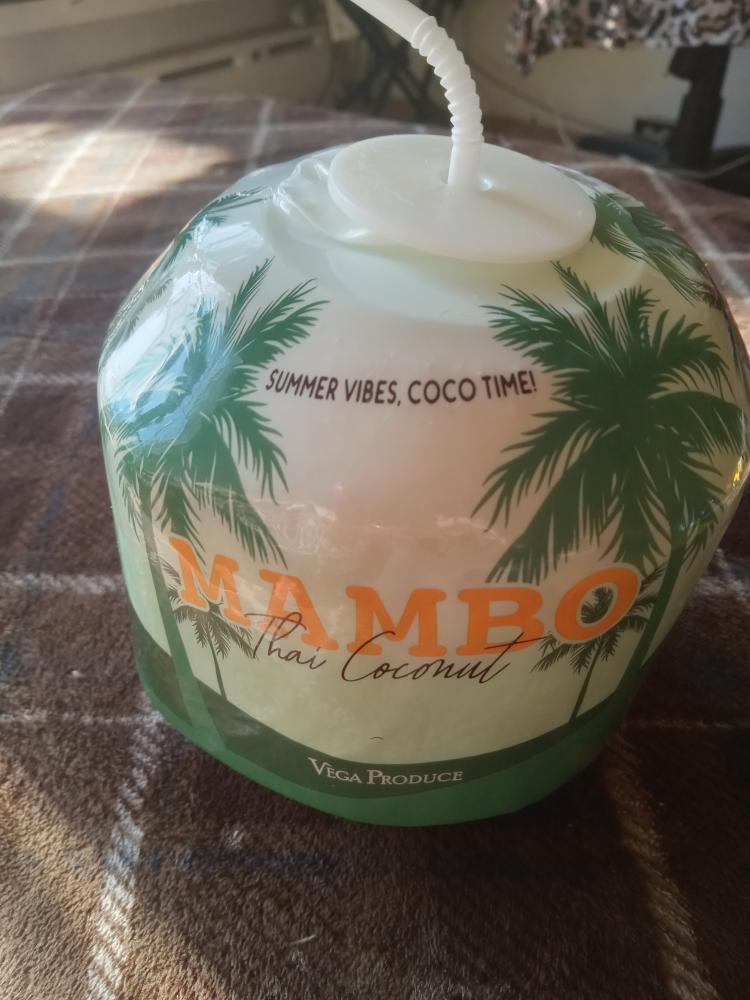 SUMMER VIBES, COCO TIME!
MAMBO
Thai Coconut
VEGA PRODUCE